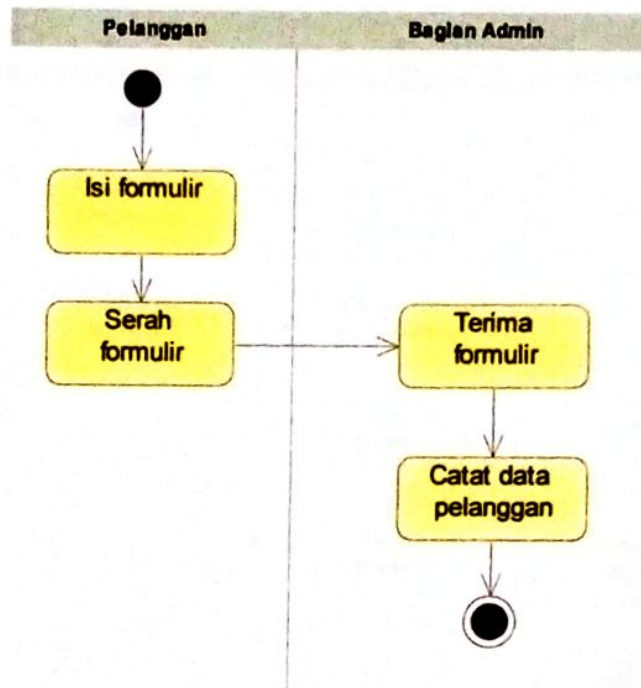 Pelanggan
Bagian Admin
Isi formulir
Serah
formulir
Terima
formulir
Catat data
pelanggan